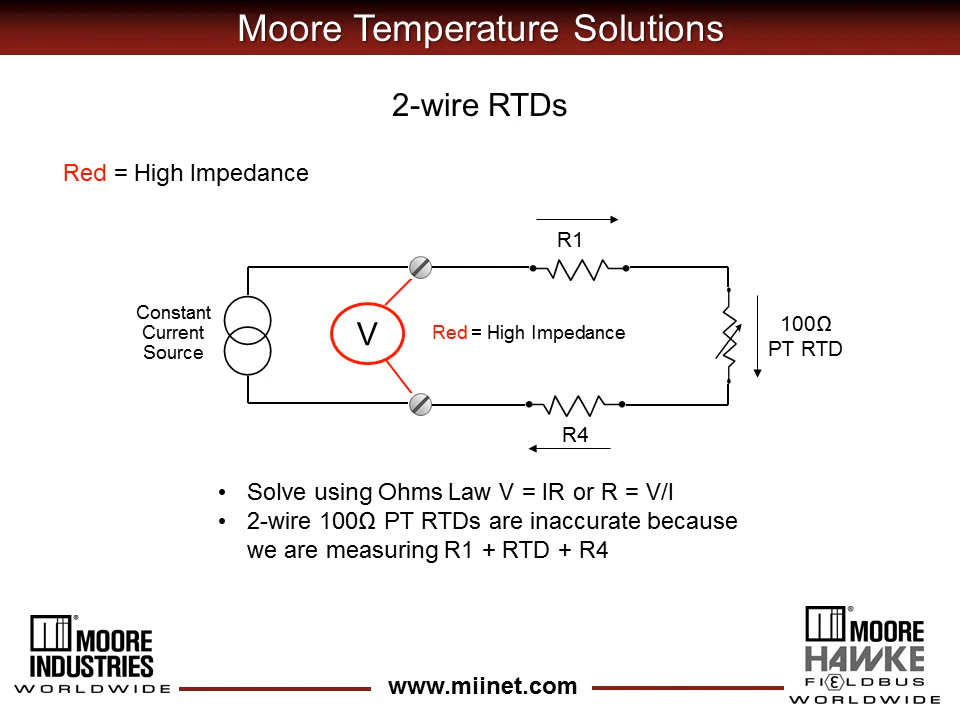 Moore Temperature Solutions
2-wire RTDs
Red = High Impedance
R1
Constant
Current
Source
V
Red = High Impedance
100Ω
PT RTD
R4
• Solve using Ohms Law V = IR or R = V/I
• 2-wire 100Ω PT RTDs are inaccurate because
we are measuring R1 + RTD + R4
MOORE
INDUSTRIES
WORLDWIDE
www.miinet.com
MOORE
HAWKE
FIELDBUS
WORLDWIDE